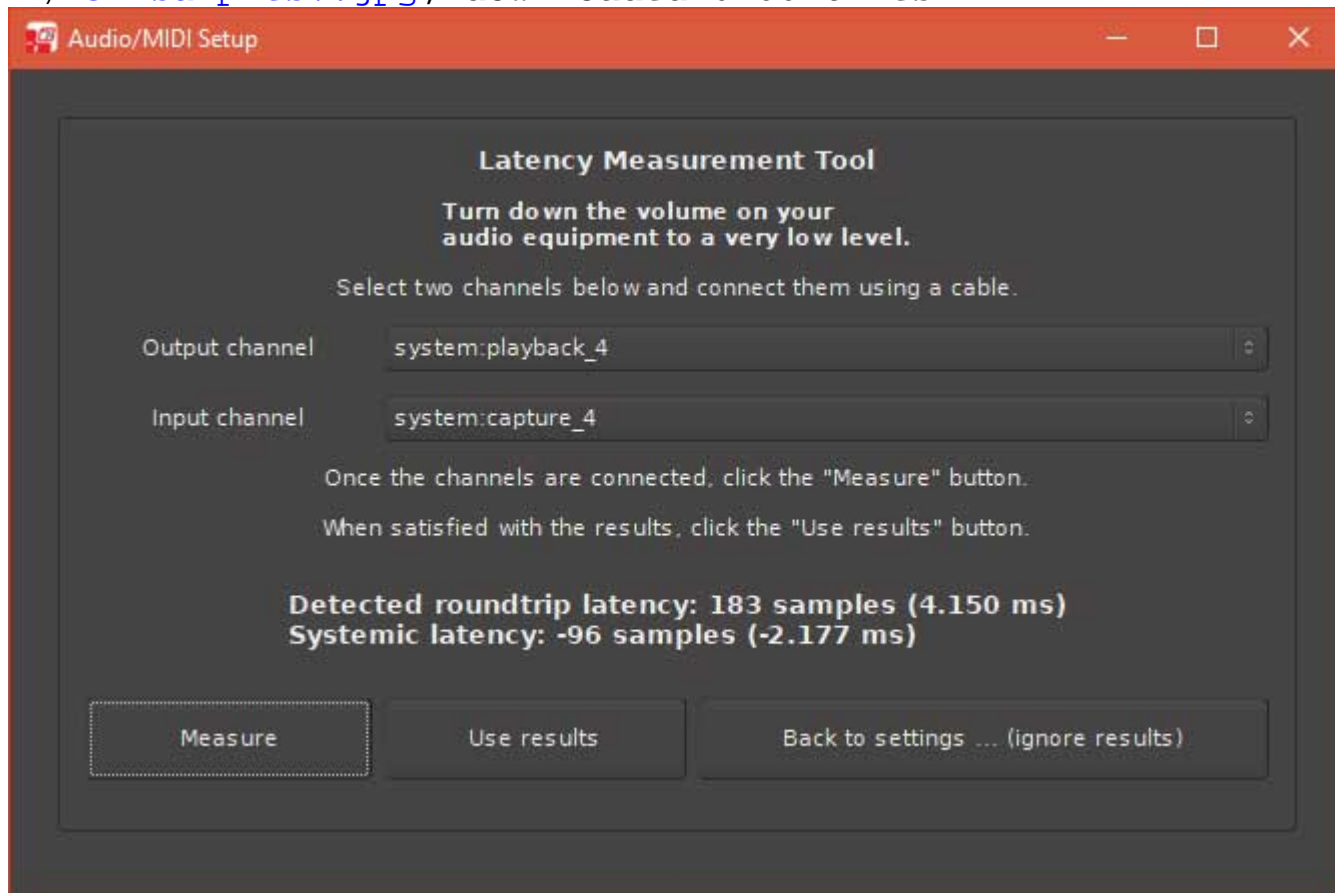 Audio/MIDI Setup
Latency Measurement Tool
Turn down the volume on your
audio equipment to a very low level.
Select two channels below and connect them using a cable.
Output channel system:playback_4
Input channel system:capture_4
Once the channels are connected, click the "Measure" button.
When satisfied with the results, click the "Use results" button.
Detected roundtrip latency: 183 samples (4.150 ms)
Systemic latency: -96 samples (-2.177 ms)
Measure Use results Back to settings ... (ignore results)